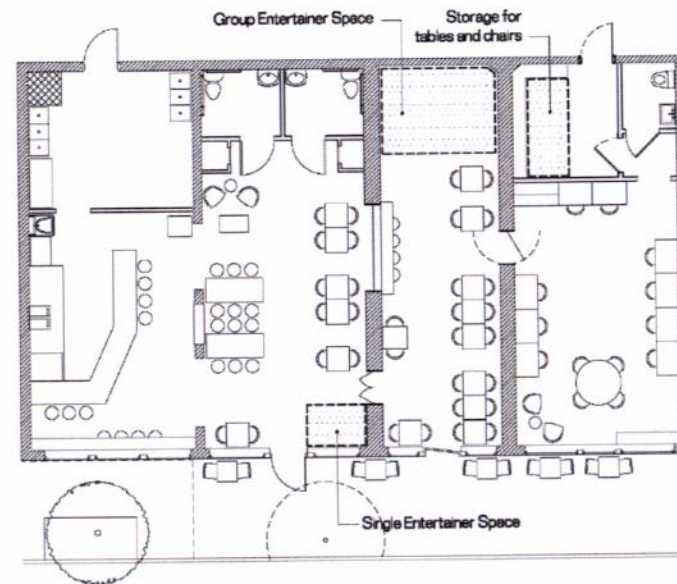 Group Entertainer Space
Storage for
tables and chairs
Single Entertainer Space